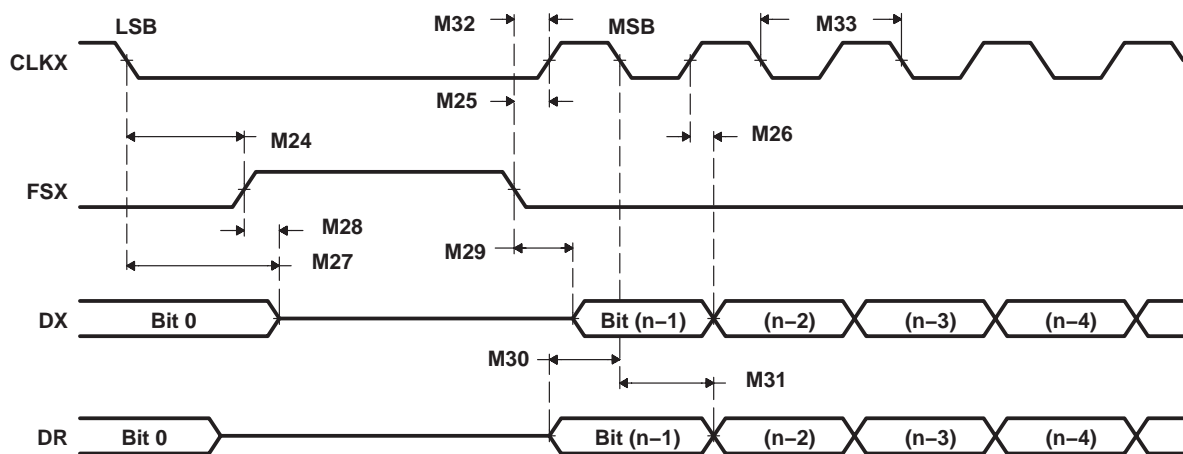 LSB M32 MSB M33
CLKX
M25
M24 M26
FSX
M28
M29
M27
DX Bit 0 Bit (n−1) (n−2) (n−3) (n−4)
M30
M31
DR Bit 0 Bit (n−1) (n−2) (n−3) (n−4)